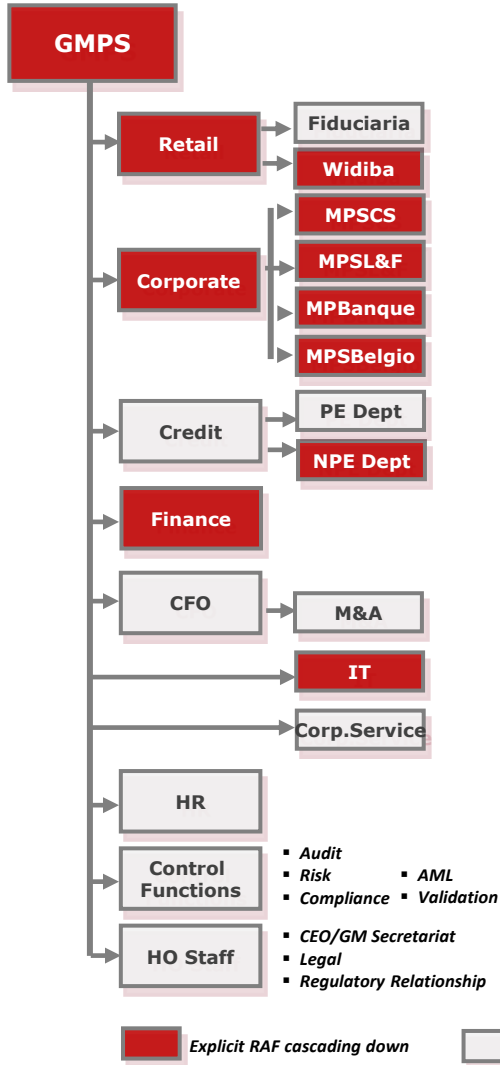 GMPS
Retail
Fiduciaria
Widiba
Corporate
MPSCS
MPSL&F
MPBanque
MPSBelgio
Credit
PE Dept
NPE Dept
Finance
CFO
M&A
IT
Corp.Service
HR
Control
Functions
▪ Audit
▪ Risk ▪ AML
▪ Compliance ▪ Validation
HO Staff
▪ CEO/GM Secretariat
▪ Legal
▪ Regulatory Relationship
Explicit RAF cascading down